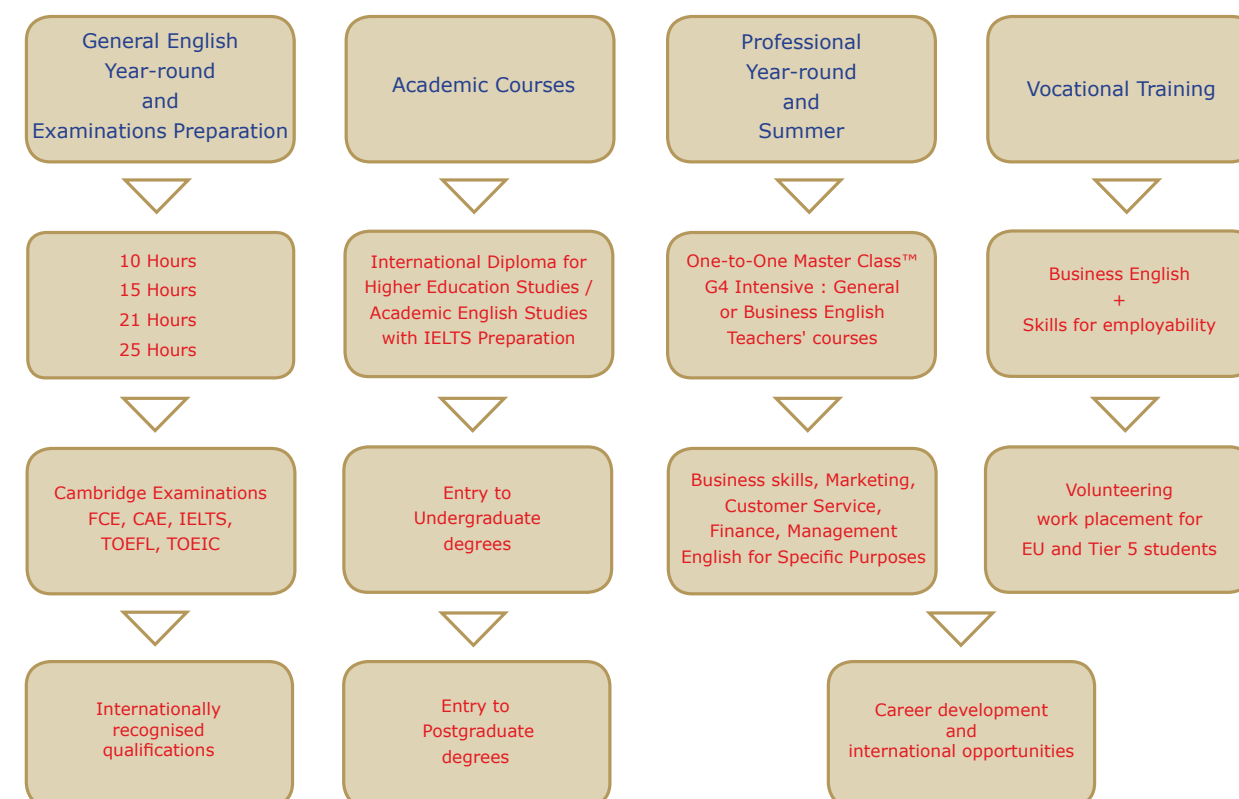 General English
Year-round
and
Examinations Preparation
Academic Courses
Professional
Year-round
and
Summer
Vocational Training
10 Hours
15 Hours
21 Hours
25 Hours
International Diploma for
Higher Education Studies /
Academic English Studies
with IELTS Preparation
One-to-One Master Class™
G4 Intensive : General
or Business English
Teachers' courses
Business English
+
Skills for employability
Cambridge Examinations
FCE, CAE, IELTS,
TOEFL, TOEIC
Entry to
Undergraduate
degrees
Business skills, Marketing,
Customer Service,
Finance, Management
English for Specific Purposes
Volunteering
work placement for
EU and Tier 5 students
Internationally
recognised
qualifications
Entry to
Postgraduate
degrees
Career development
and
international opportunities